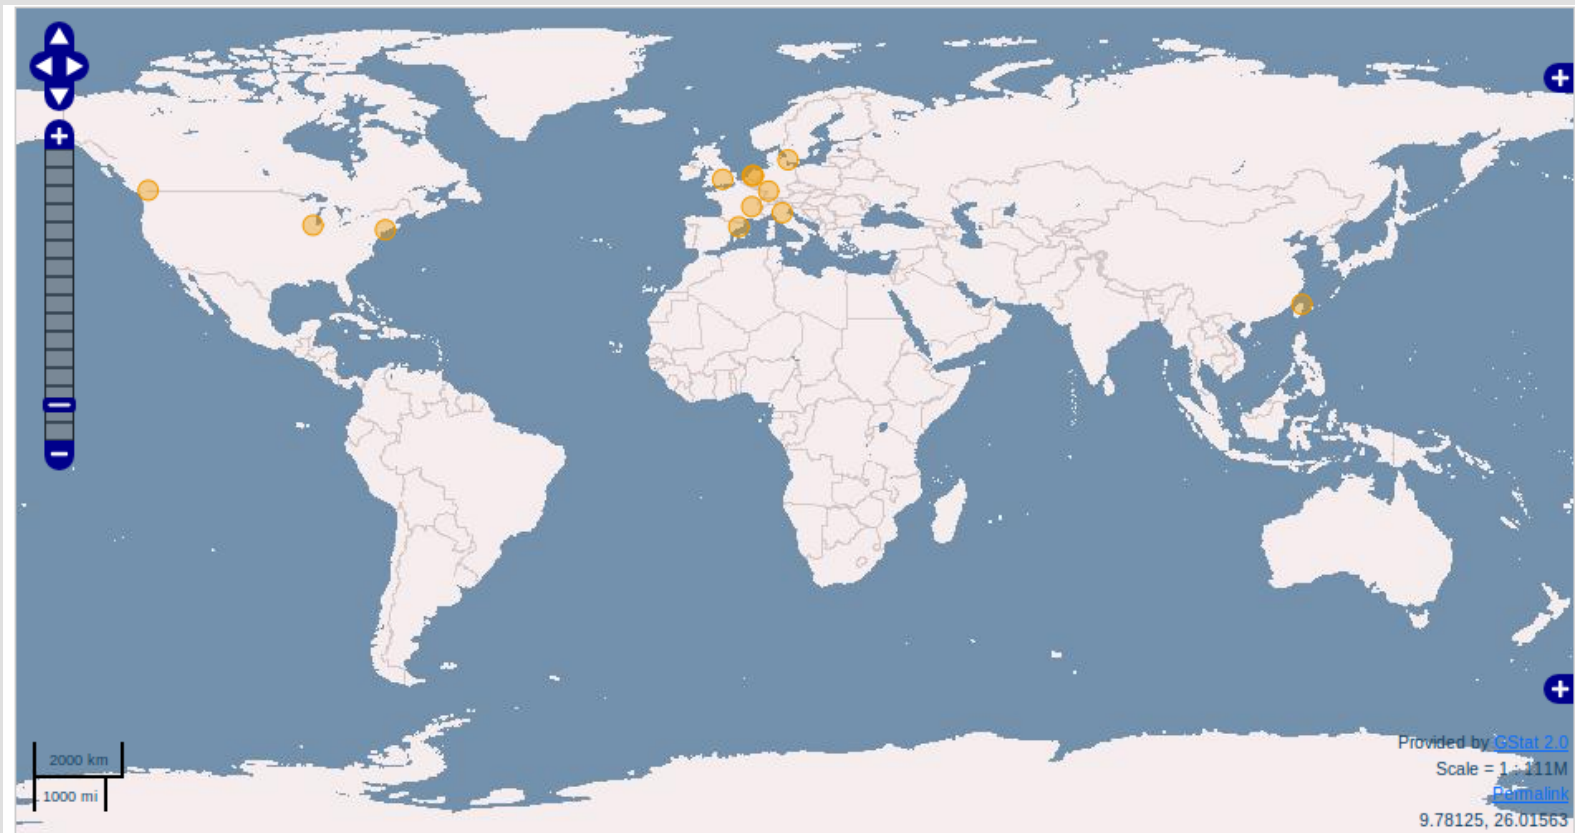 2000 km
1000 mi
Provided by GStat 2.0
Scale = 1 : 111M
Permalink
9.78125, 26.01563